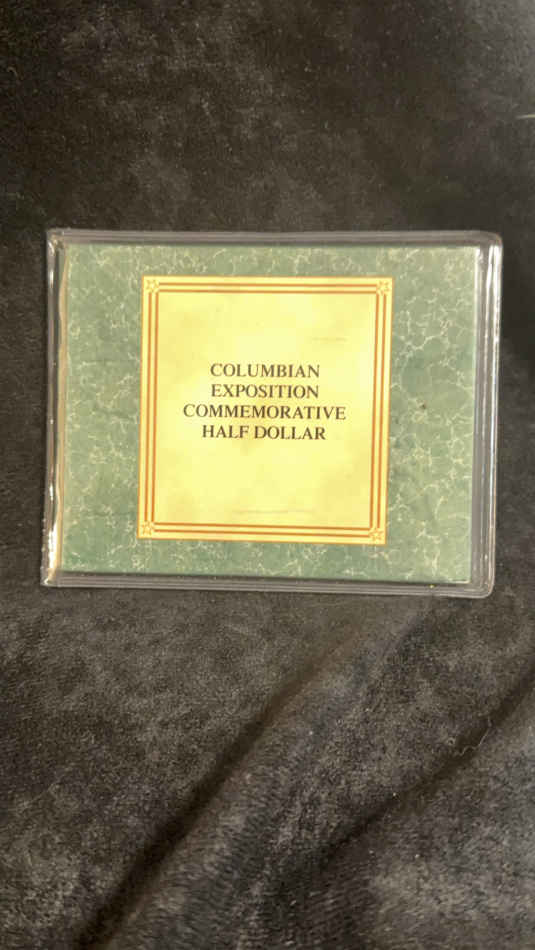 COLUMBIAN
EXPOSITION
COMMEMORATIVE
HALF DOLLAR